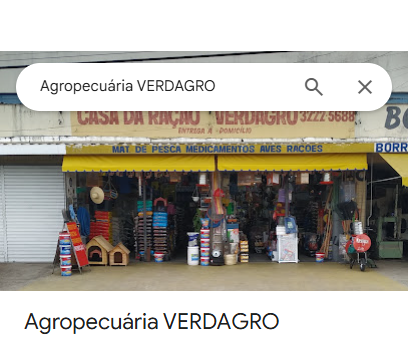 Agropecuária VERDAGRO
CASA DA RAÇÃO VERDAGRO 3222 5688
ENTREGA A DOMICÍLIO
MAT DE PESCA MEDICAMENTOS AVES RAÇÕES
BORR
Agropecuária VERDAGRO